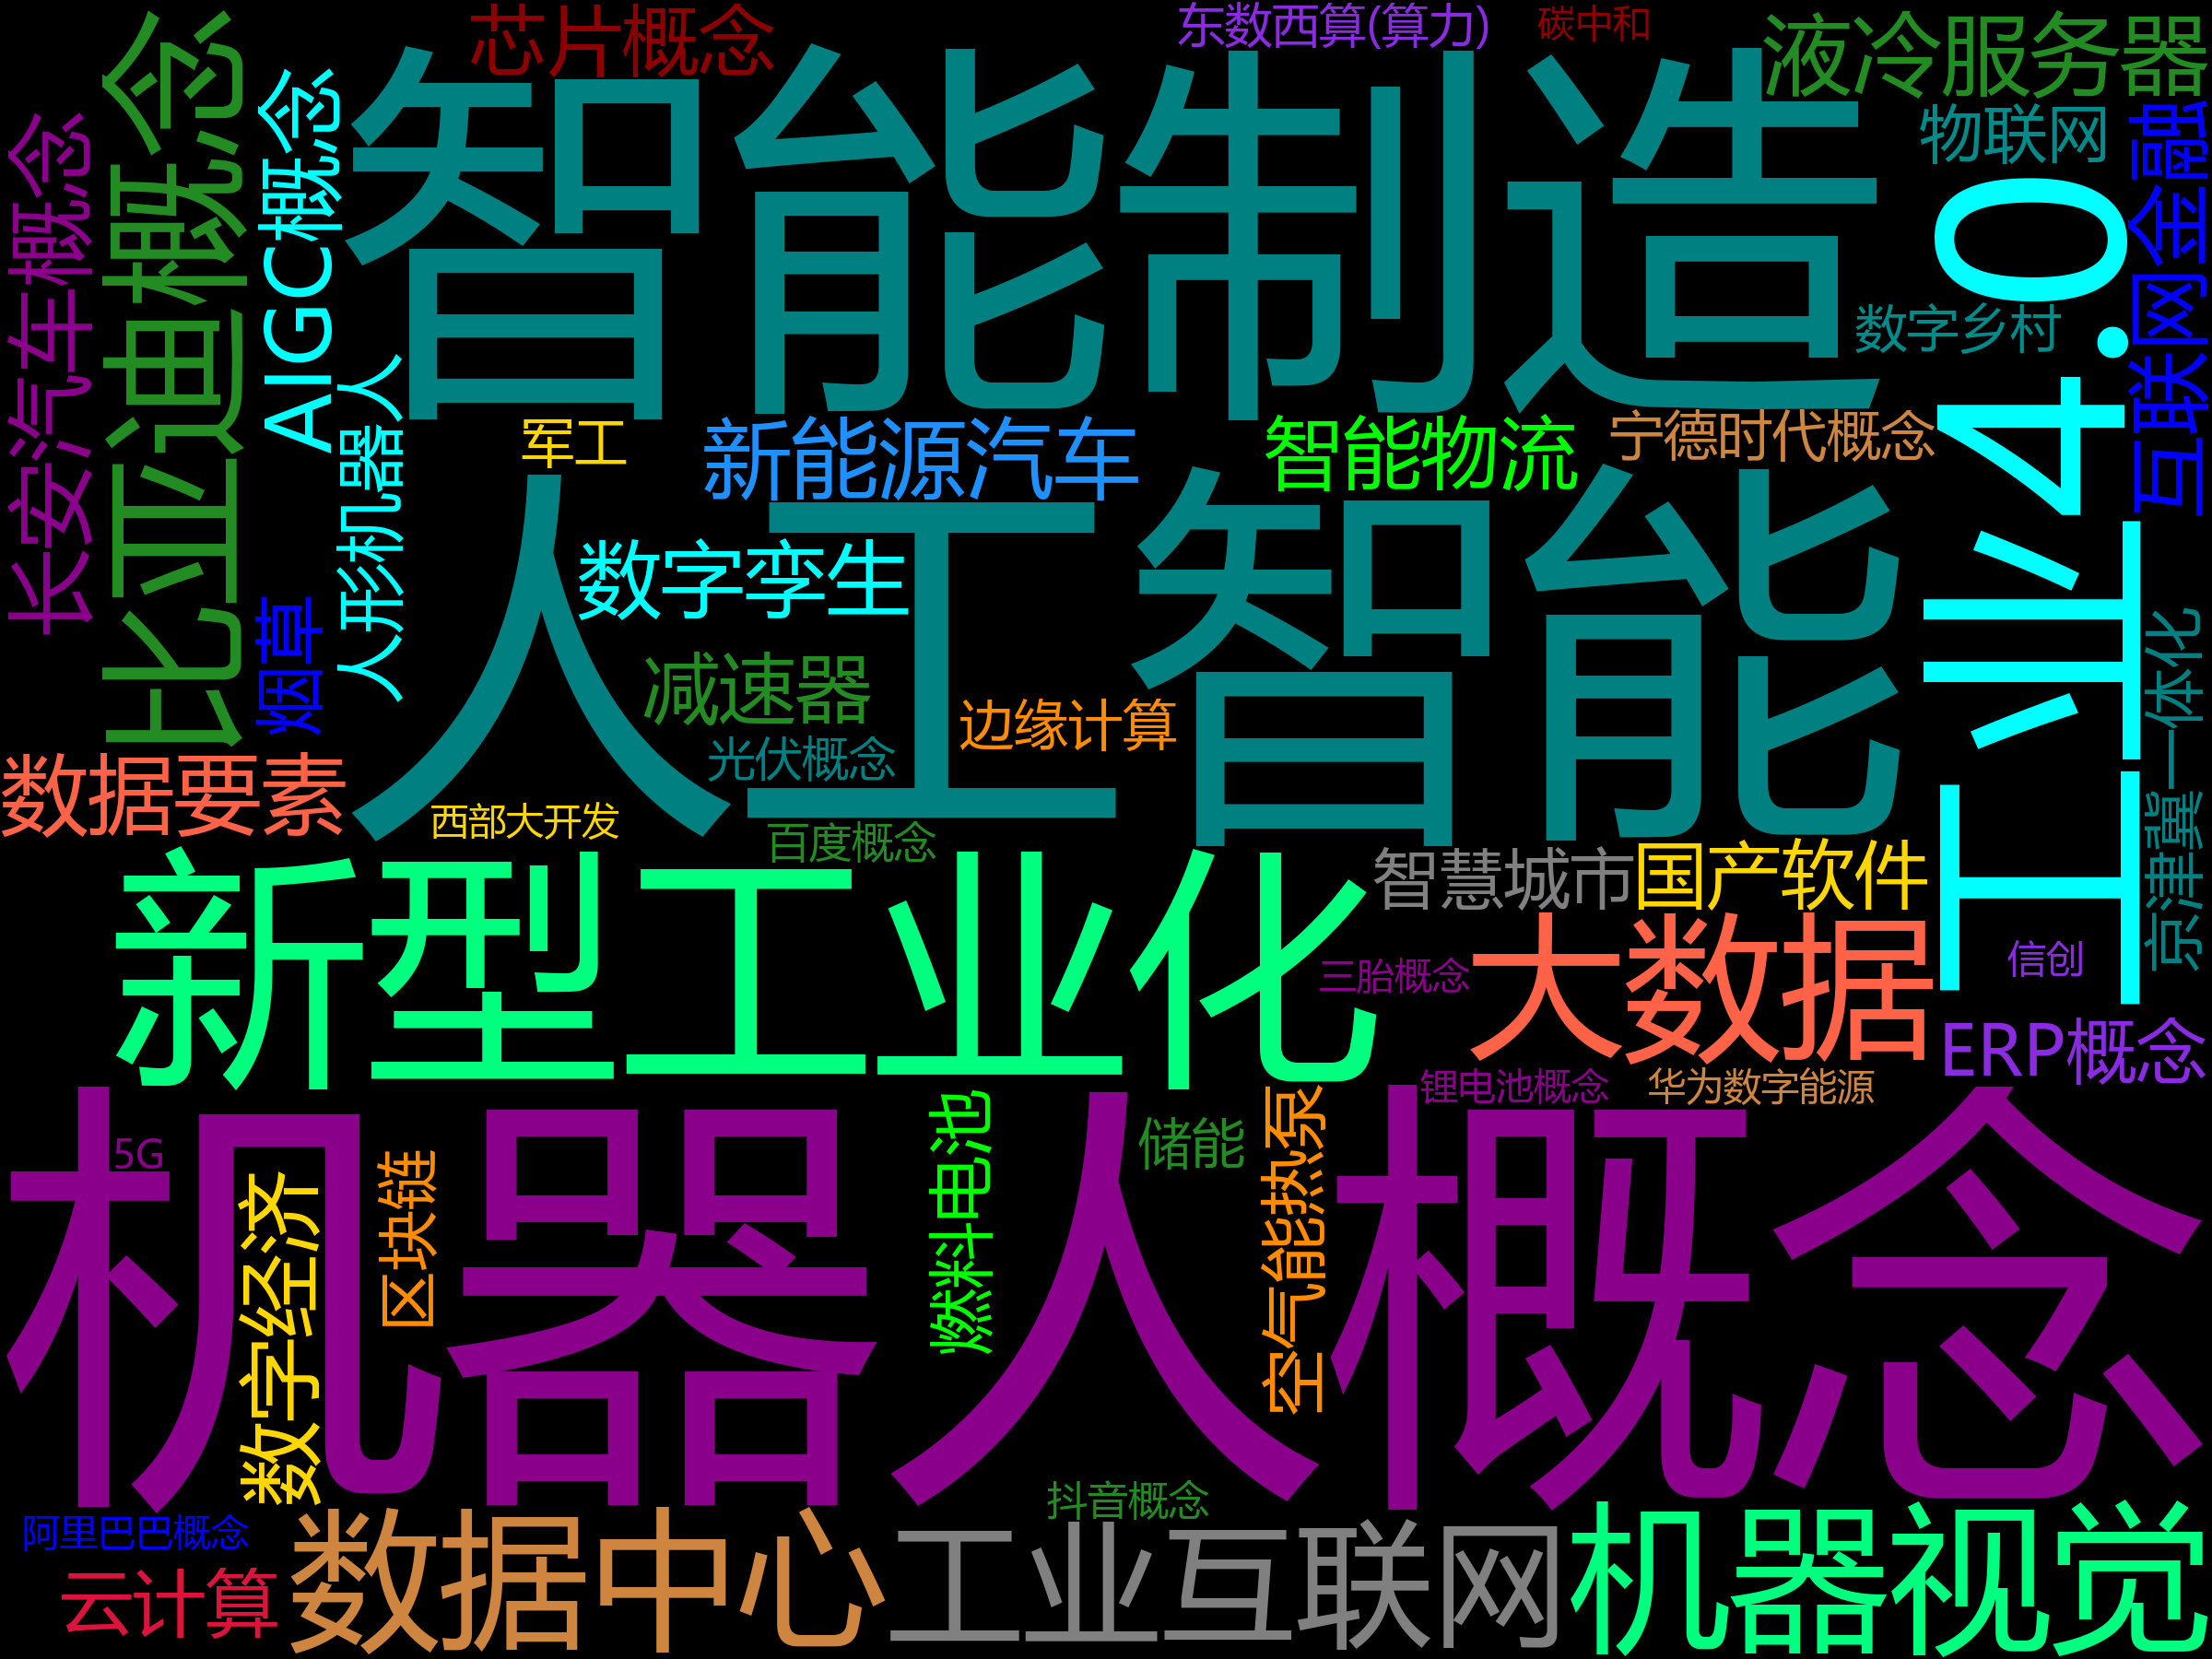 芯片概念
东数西算(算力)
碳中和
液冷服务器
智能制造
物联网
长安汽车概念
比亚迪概念
AIGC概念
人形机器人
工业4.0
互联网金融
数字乡村
军工
新能源汽车
智能物流
宁德时代概念
人工智能
数字孪生
烟草
减速器
边缘计算
光伏概念
京津冀一体化
数据要素
西部大开发
百度概念
智慧城市
国产软件
新型工业化
大数据
三胎概念
信创
ERP概念
锂电池概念
华为数字能源
机器人概念
5G
数字经济
区块链
燃料电池
储能
空气能热泵
抖音概念
阿里巴巴概念
云计算
数据中心
工业互联网
机器视觉